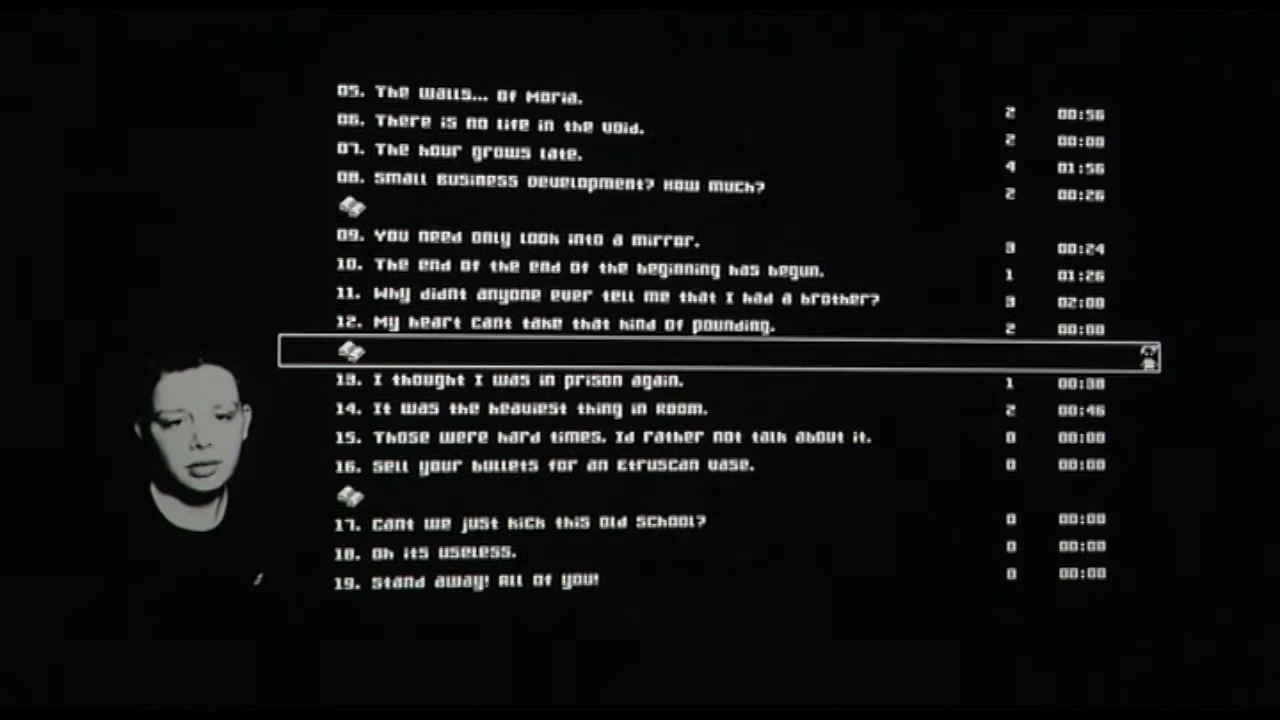 05. The Walls... Of Moria. 2 00:56
06. There is no life in the void. 2 00:00
07. The hour grows late. 4 01:56
08. Small Business Development? How much? 2 00:26
09. You need only look into a mirror. 3 00:24
10. The end of the end of the beginning has begun. 1 01:26
11. Why didnt anyone ever tell me that I had a brother? 3 02:00
12. My heart cant take that kind of pounding. 2 00:00
13. I thought I was in prison again. 1 00:38
14. It was the heaviest thing in Room. 2 00:46
15. Those were hard times. Id rather not talk about it. 0 00:00
16. Sell your bullets for an Etruscan vase. 0 00:00
17. Cant we just kick this Old School? 0 00:00
18. Oh its useless. 0 00:00
19. Stand away! All of you! 0 00:00